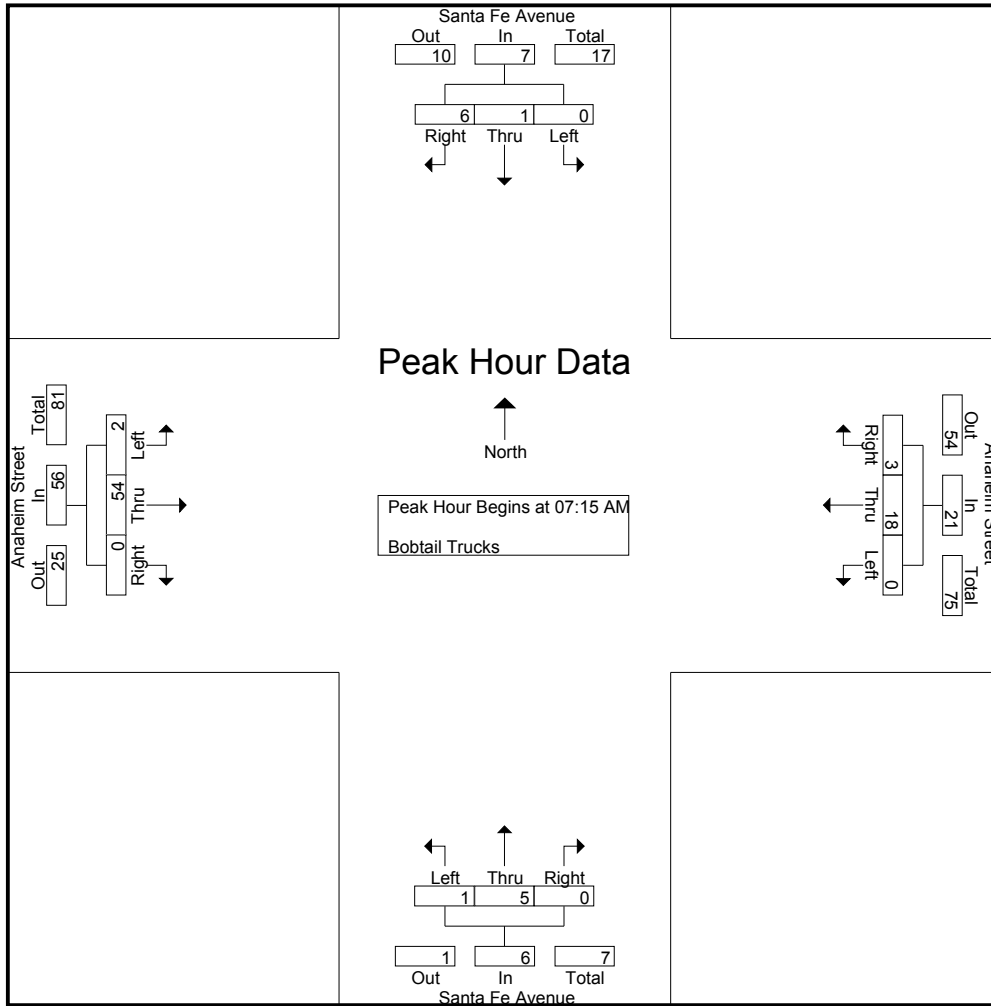 Santa Fe Avenue
Out In Total
10 7 17
6 1 0
Right Thru Left
Peak Hour Data
North
Peak Hour Begins at 07:15 AM
Bobtail Trucks
Anaheim Street
Total In Out
81 56 25
2 54 0
Left Thru Right
Anaheim Street
Out In Total
54 21 75
3 18 0
Right Thru Left
Left Thru Right
1 5 0
1 6 7
Out In Total
Santa Fe Avenue